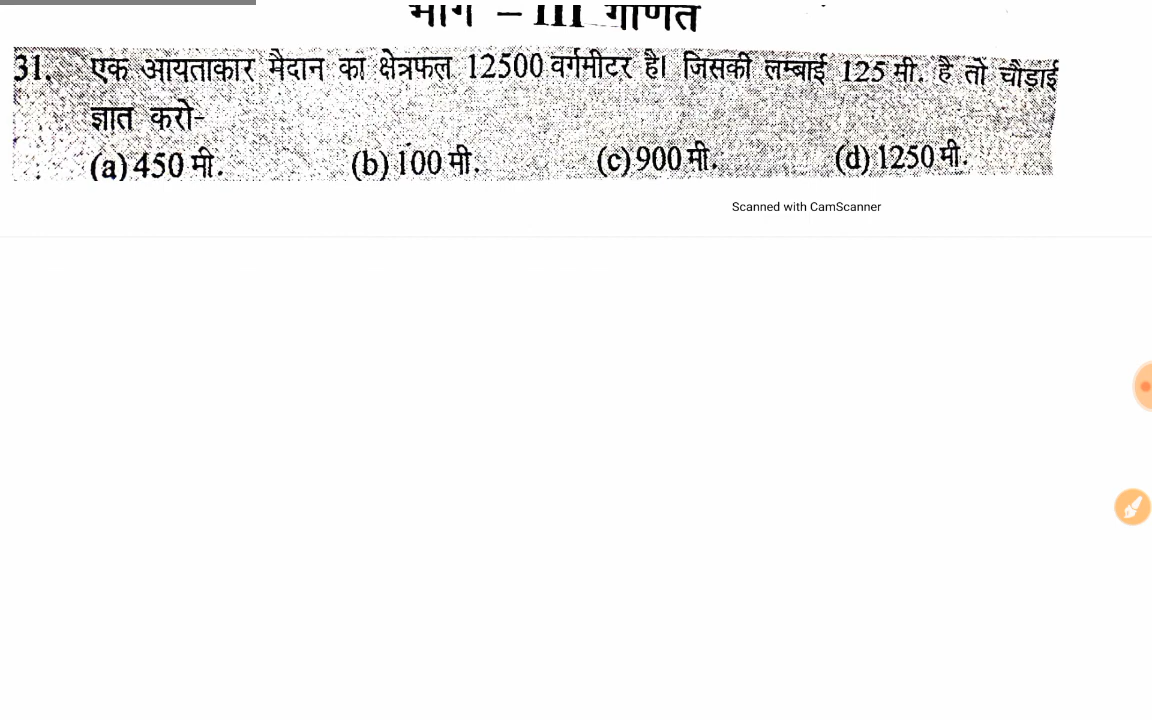 भाग – III गणित
31. एक आयताकार मैदान का क्षेत्रफल 12500 वर्गमीटर है। जिसकी लम्बाई 125 मी. है तो चौड़ाई
ज्ञात करो-
(a) 450 मी. (b) 100 मी. (c) 900 मी. (d) 1250 मी.
Scanned with CamScanner